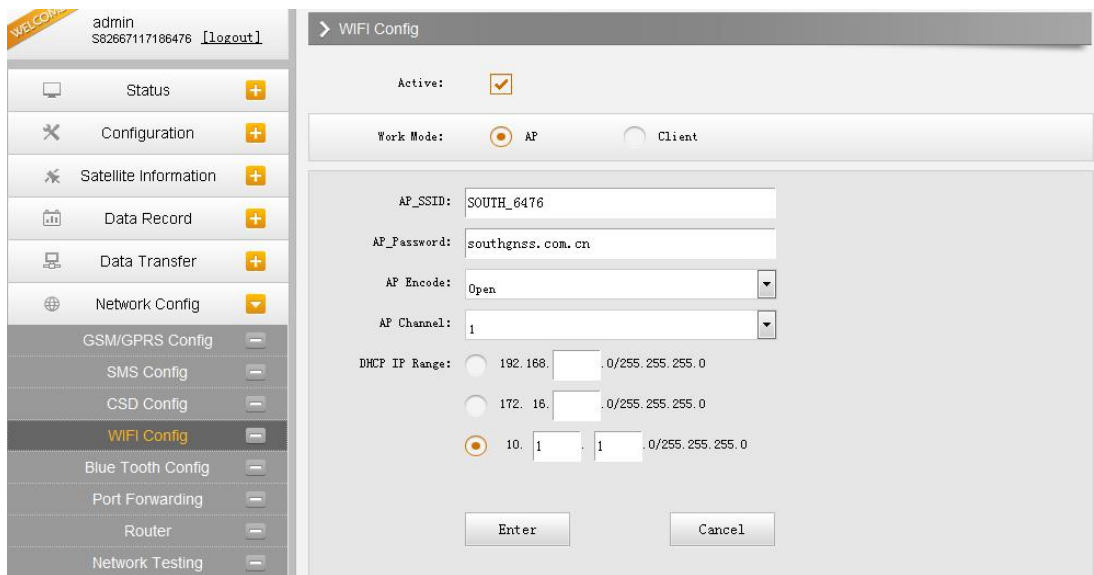 WELCOME
admin
S82667117186476 [logout]
Status
Configuration
Satellite Information
Data Record
Data Transfer
Network Config
GSM/GPRS Config
SMS Config
CSD Config
WIFI Config
Blue Tooth Config
Port Forwarding
Router
Network Testing
WIFI Config
Active:
Work Mode: AP Client
AP_SSID: SOUTH_6476
AP_Password: southgnss.com.cn
AP Encode: Open
AP Channel: 1
DHCP IP Range: 192.168. .0/255.255.255.0
172. 16. .0/255.255.255.0
10. 1 . 1 .0/255.255.255.0
Enter Cancel